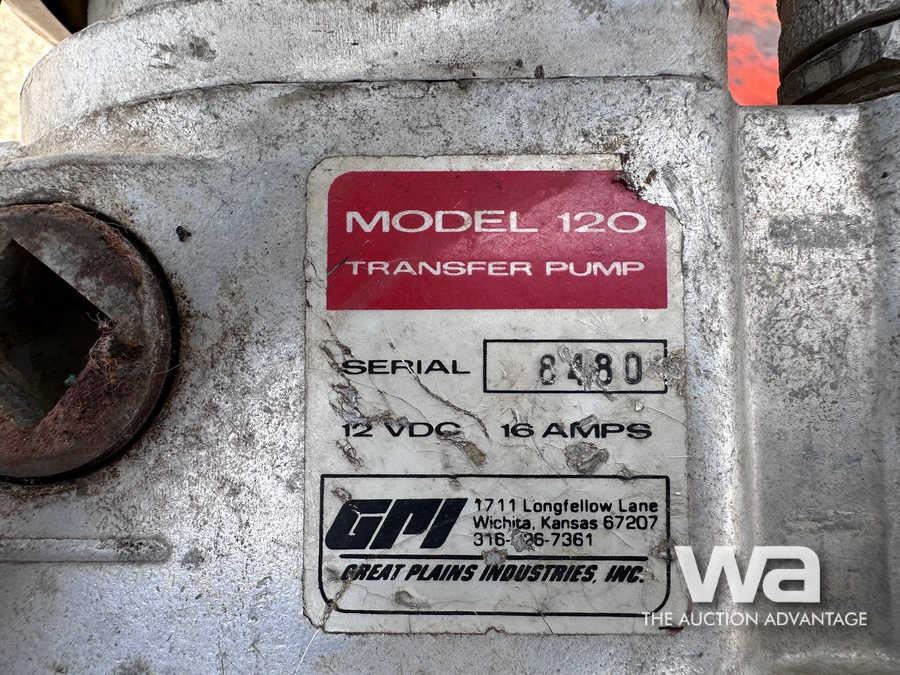 MODEL 120
TRANSFER PUMP
SERIAL 8480
12 VDC 16 AMPS
GPI
1711 Longfellow Lane
Wichita, Kansas 67207
GREAT PLAINS INDUSTRIES, INC.
wa
THE AUCTION ADVANTAGE